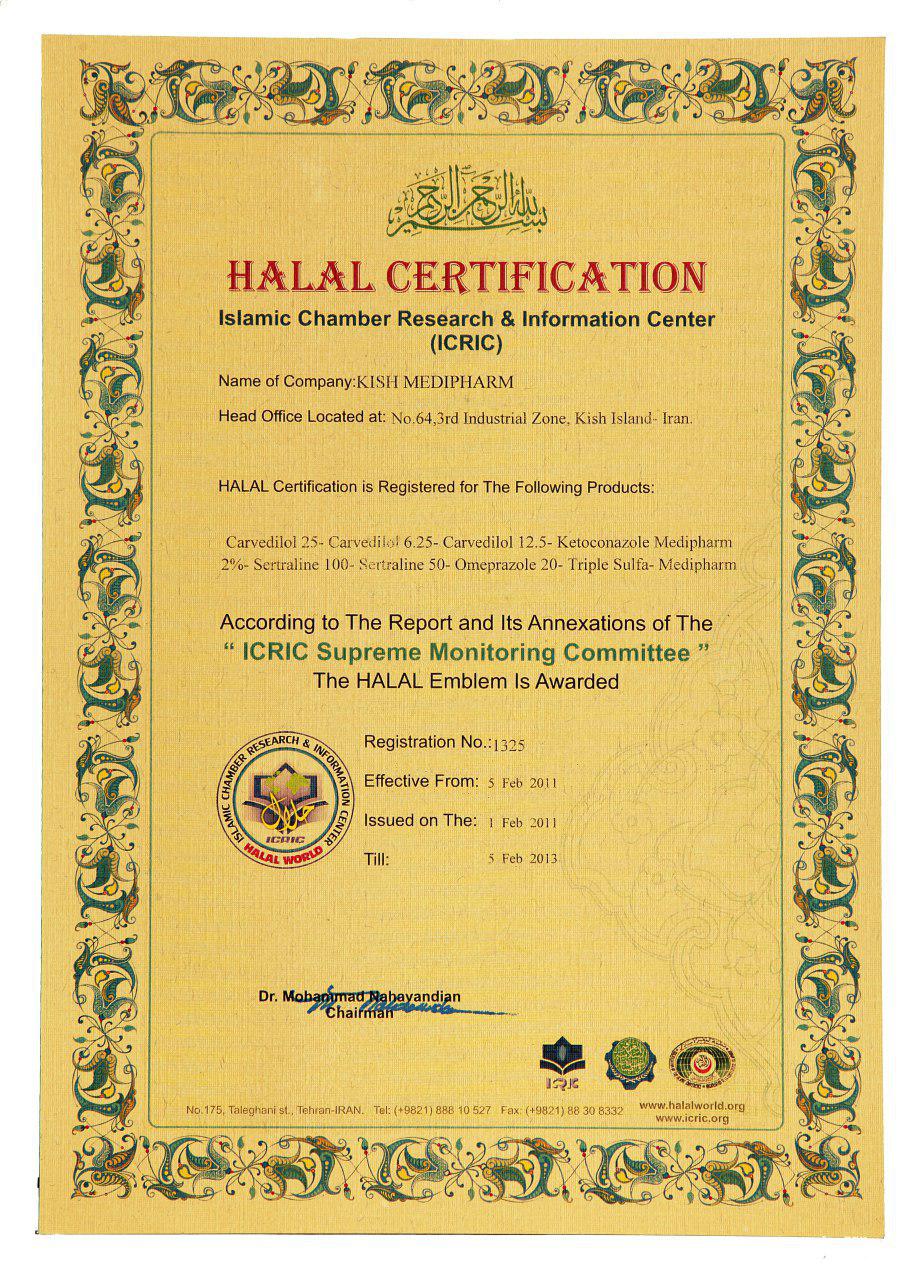 بسم الله الرحمن الرحيم
HALAL CERTIFICATION
Islamic Chamber Research & Information Center
(ICRIC)
Name of Company:KISH MEDIPHARM
Head Office Located at: No.64,3rd Industrial Zone, Kish Island- Iran.
HALAL Certification is Registered for The Following Products:
Carvedilol 25- Carvedilol 6.25- Carvedilol 12.5- Ketoconazole Medipharm
2%- Sertraline 100- Sertraline 50- Omeprazole 20- Triple Sulfa- Medipharm
According to The Report and Its Annexations of The
“ ICRIC Supreme Monitoring Committee ”
The HALAL Emblem Is Awarded
ISLAMIC CHAMBER RESEARCH & INFORMATION CENTER
حلال
ICRIC
HALAL WORLD
Registration No.:1325
Effective From: 5 Feb 2011
Issued on The: 1 Feb 2011
Till: 5 Feb 2013
Dr. Mohammad Nahavandian
Chairman
ICRIC
No.175, Taleghani st., Tehran-IRAN. Tel: (+9821) 888 10 527 Fax: (+9821) 88 30 8332
www.halalworld.org
www.icric.org